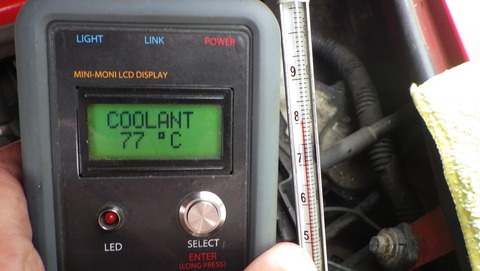 LIGHT LINK POWER
MINI-MONI LCD DISPLAY
COOLANT
77 °C
LED SELECT
ENTER
(LONG PRESS)
9
8
7
6
5